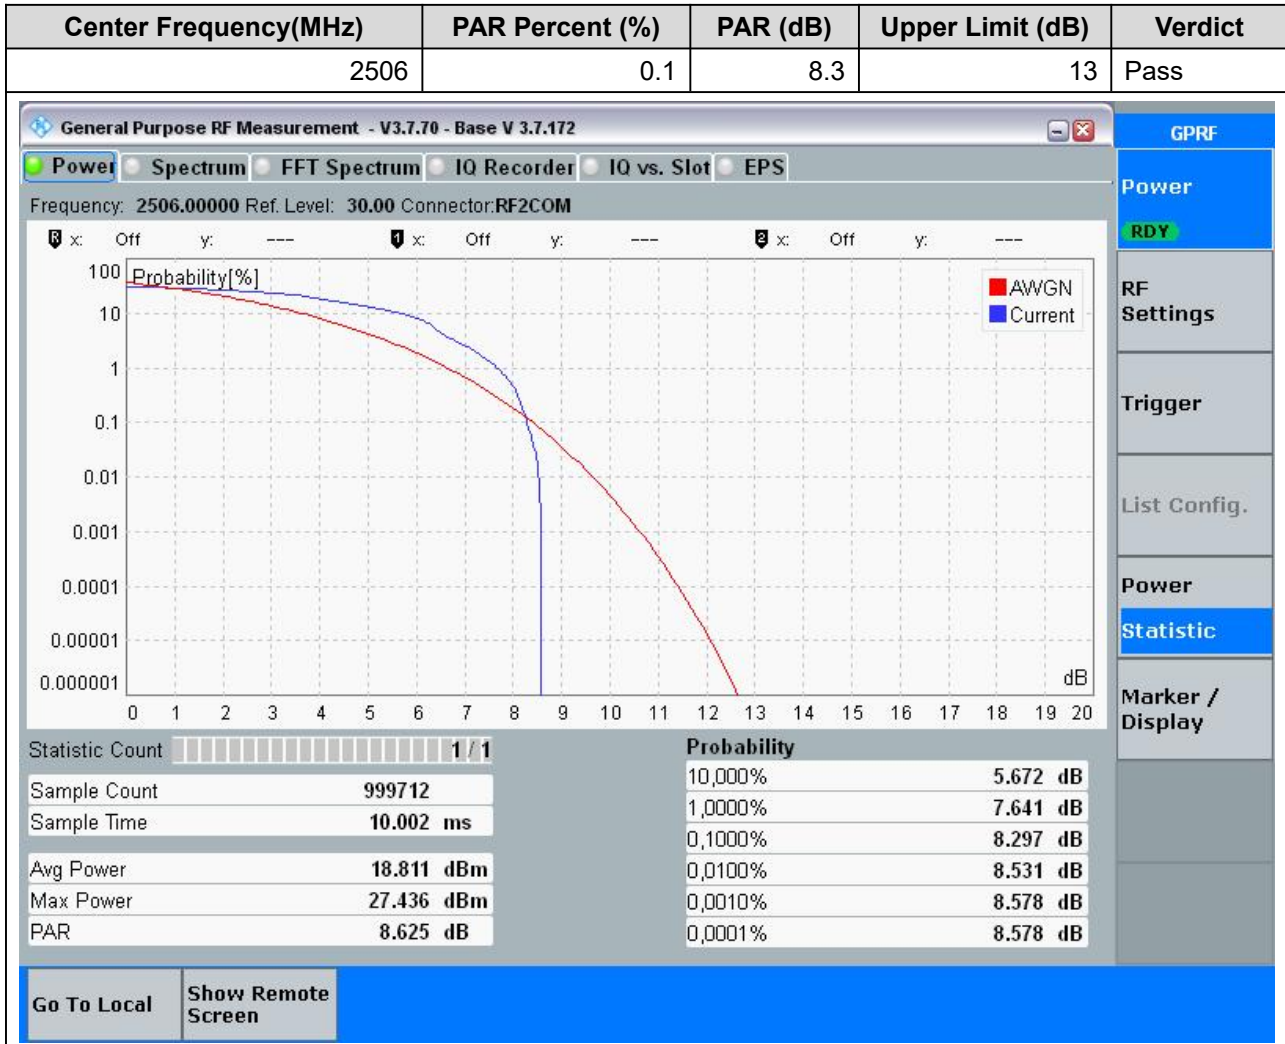 Center Frequency(MHz) PAR Percent (%) PAR (dB) Upper Limit (dB) Verdict
2506 0.1 8.3 13 Pass
General Purpose RF Measurement - V3.7.70 - Base V 3.7.172
GPRF
Power Spectrum FFT Spectrum IQ Recorder IQ vs. Slot EPS
Frequency: 2506.00000 Ref. Level: 30.00 Connector:RF2COM
R x: Off y: --- 1 x: Off y: --- 2 x: Off y: ---
Probability[%]
AWGN
Current
100
10
1
0.1
0.01
0.001
0.0001
0.00001
0.000001
dB
0 1 2 3 4 5 6 7 8 9 10 11 12 13 14 15 16 17 18 19 20
Statistic Count 1 / 1
Sample Count 999712
Sample Time 10.002 ms
Avg Power 18.811 dBm
Max Power 27.436 dBm
PAR 8.625 dB
Probability
10,000% 5.672 dB
1,0000% 7.641 dB
0,1000% 8.297 dB
0,0100% 8.531 dB
0,0010% 8.578 dB
0,0001% 8.578 dB
Power
RDY
RF
Settings
Trigger
List Config.
Power
Statistic
Marker /
Display
Go To Local
Show Remote
Screen